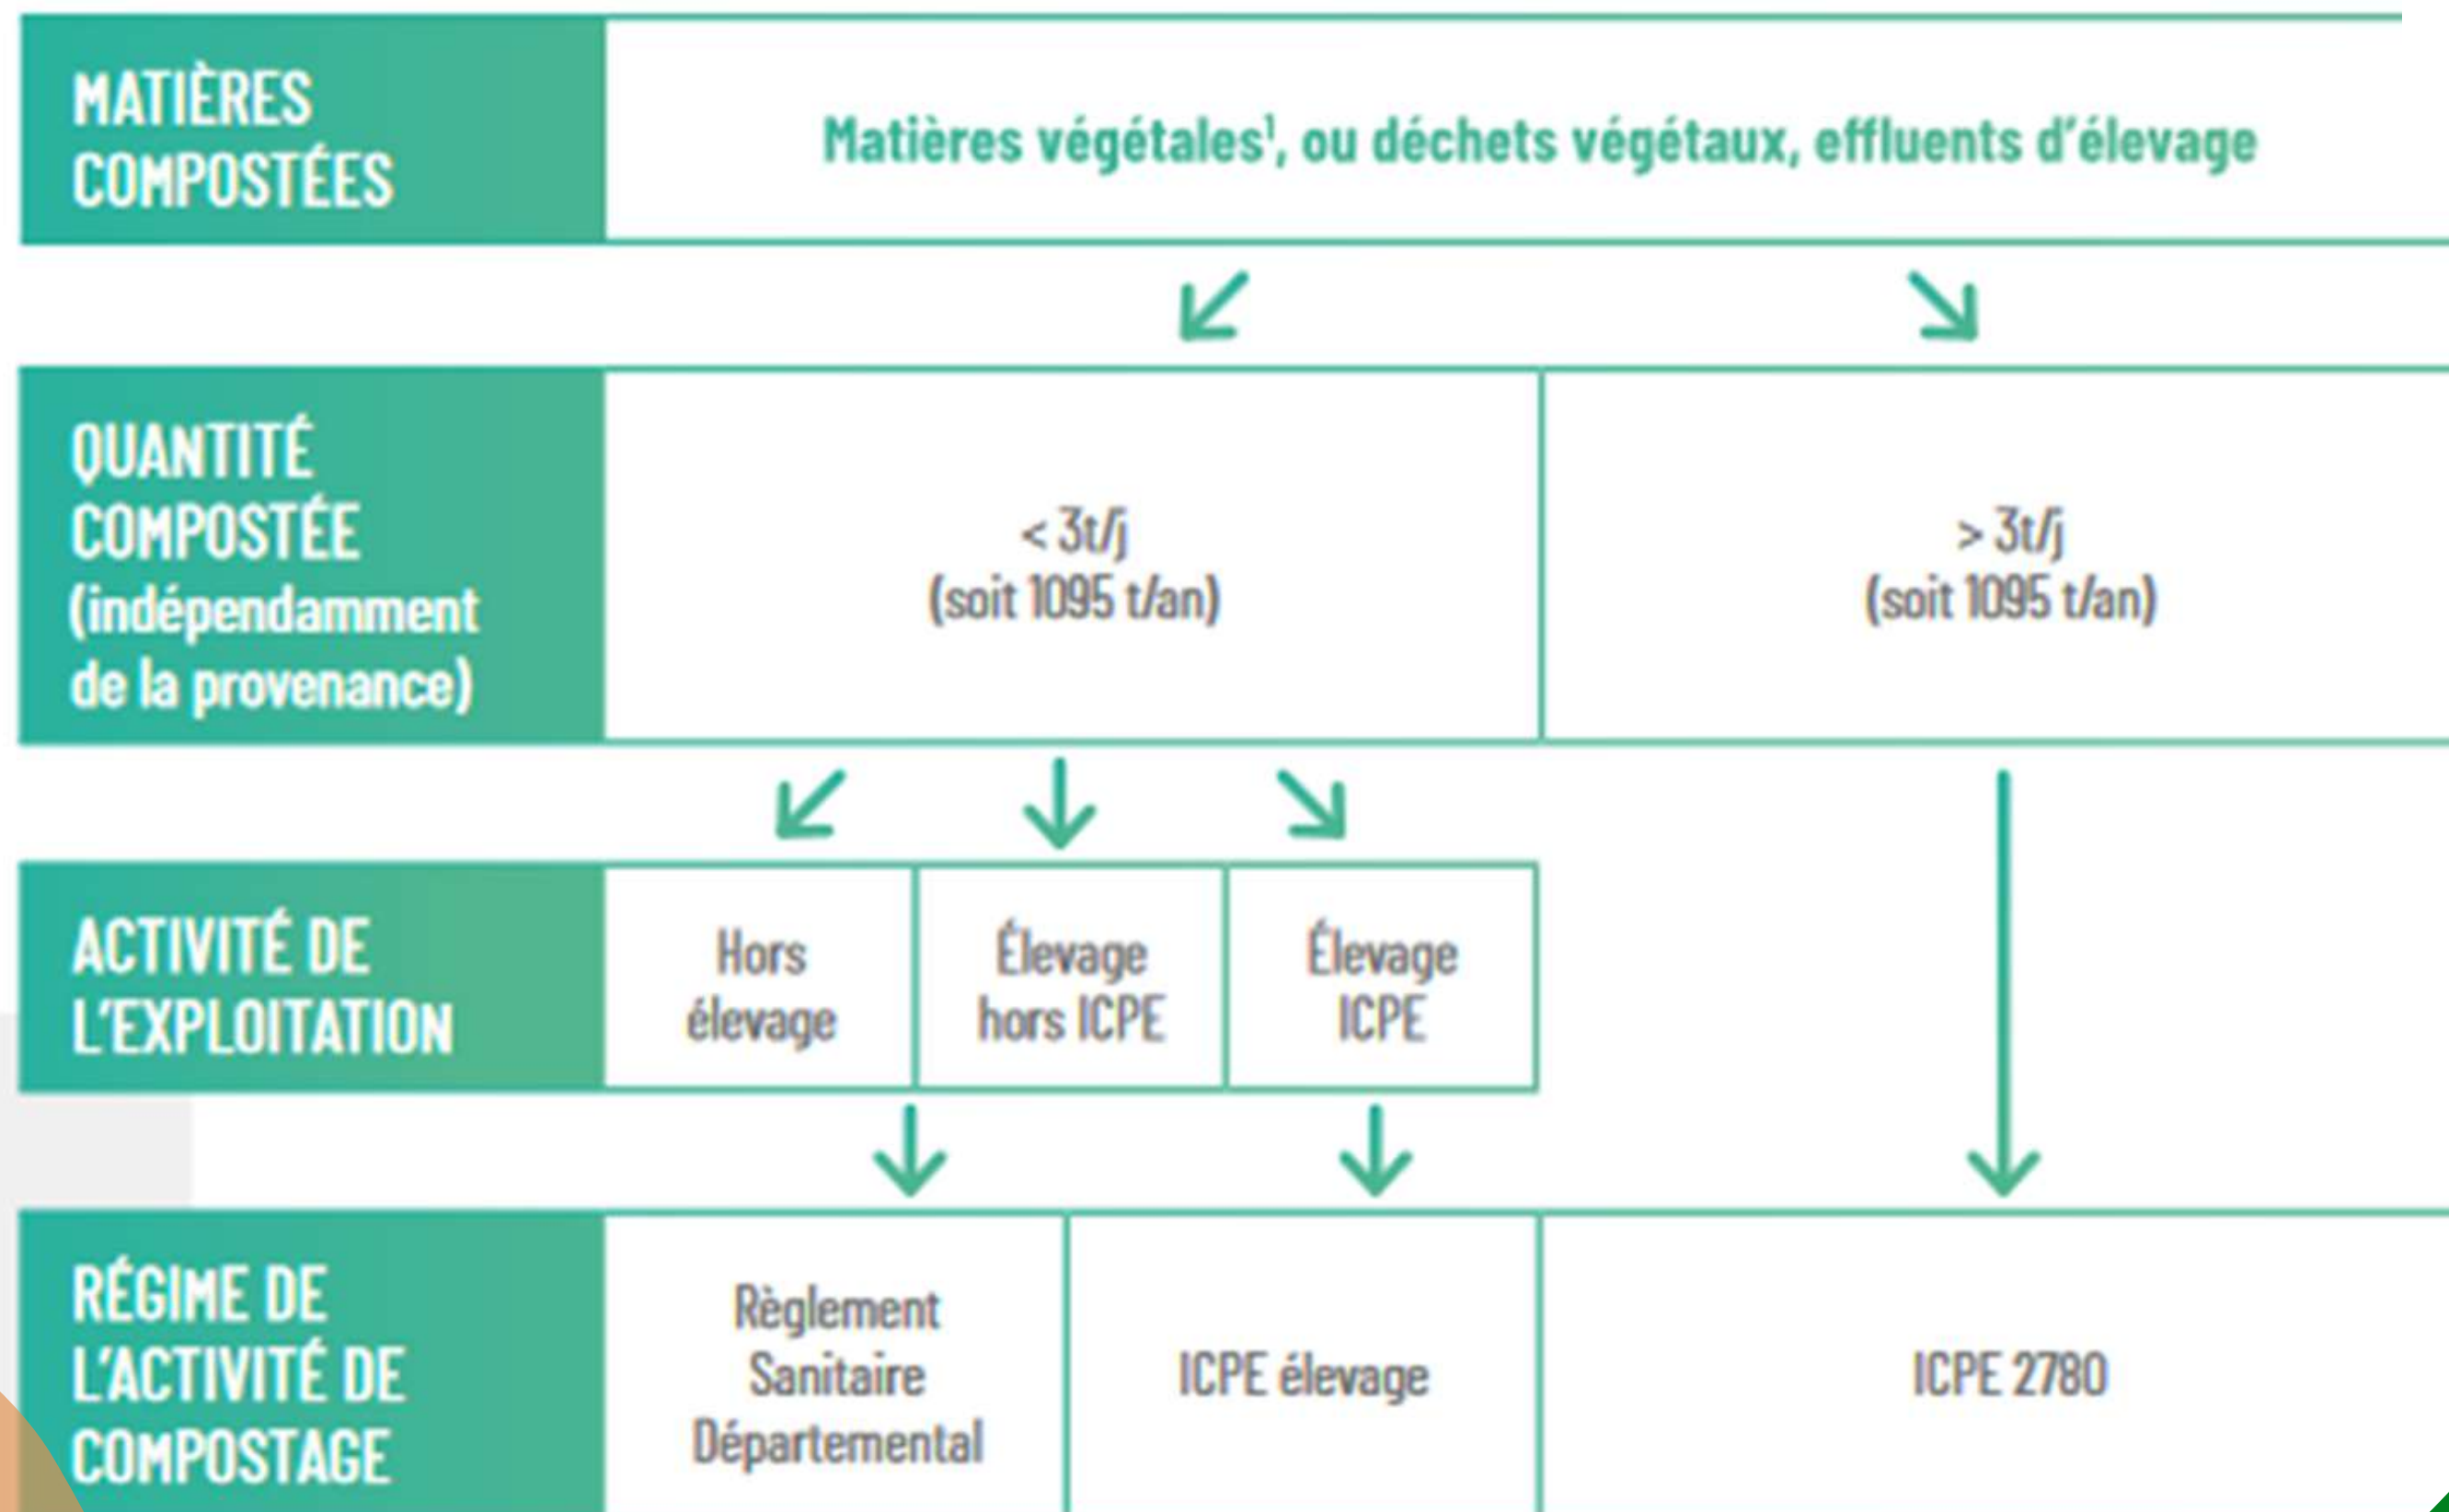 MATIÈRES
COMPOSTÉES
Matières végétales¹, ou déchets végétaux, effluents d'élevage
QUANTITÉ
COMPOSTÉE
(indépendamment
de la provenance)
< 3t/j
(soit 1095 t/an)
> 3t/j
(soit 1095 t/an)
ACTIVITÉ DE
L'EXPLOITATION
Hors
élevage
Élevage
hors ICPE
Élevage
ICPE
RÉGIME DE
L'ACTIVITÉ DE
COMPOSTAGE
Règlement
Sanitaire
Départemental
ICPE élevage
ICPE 2780